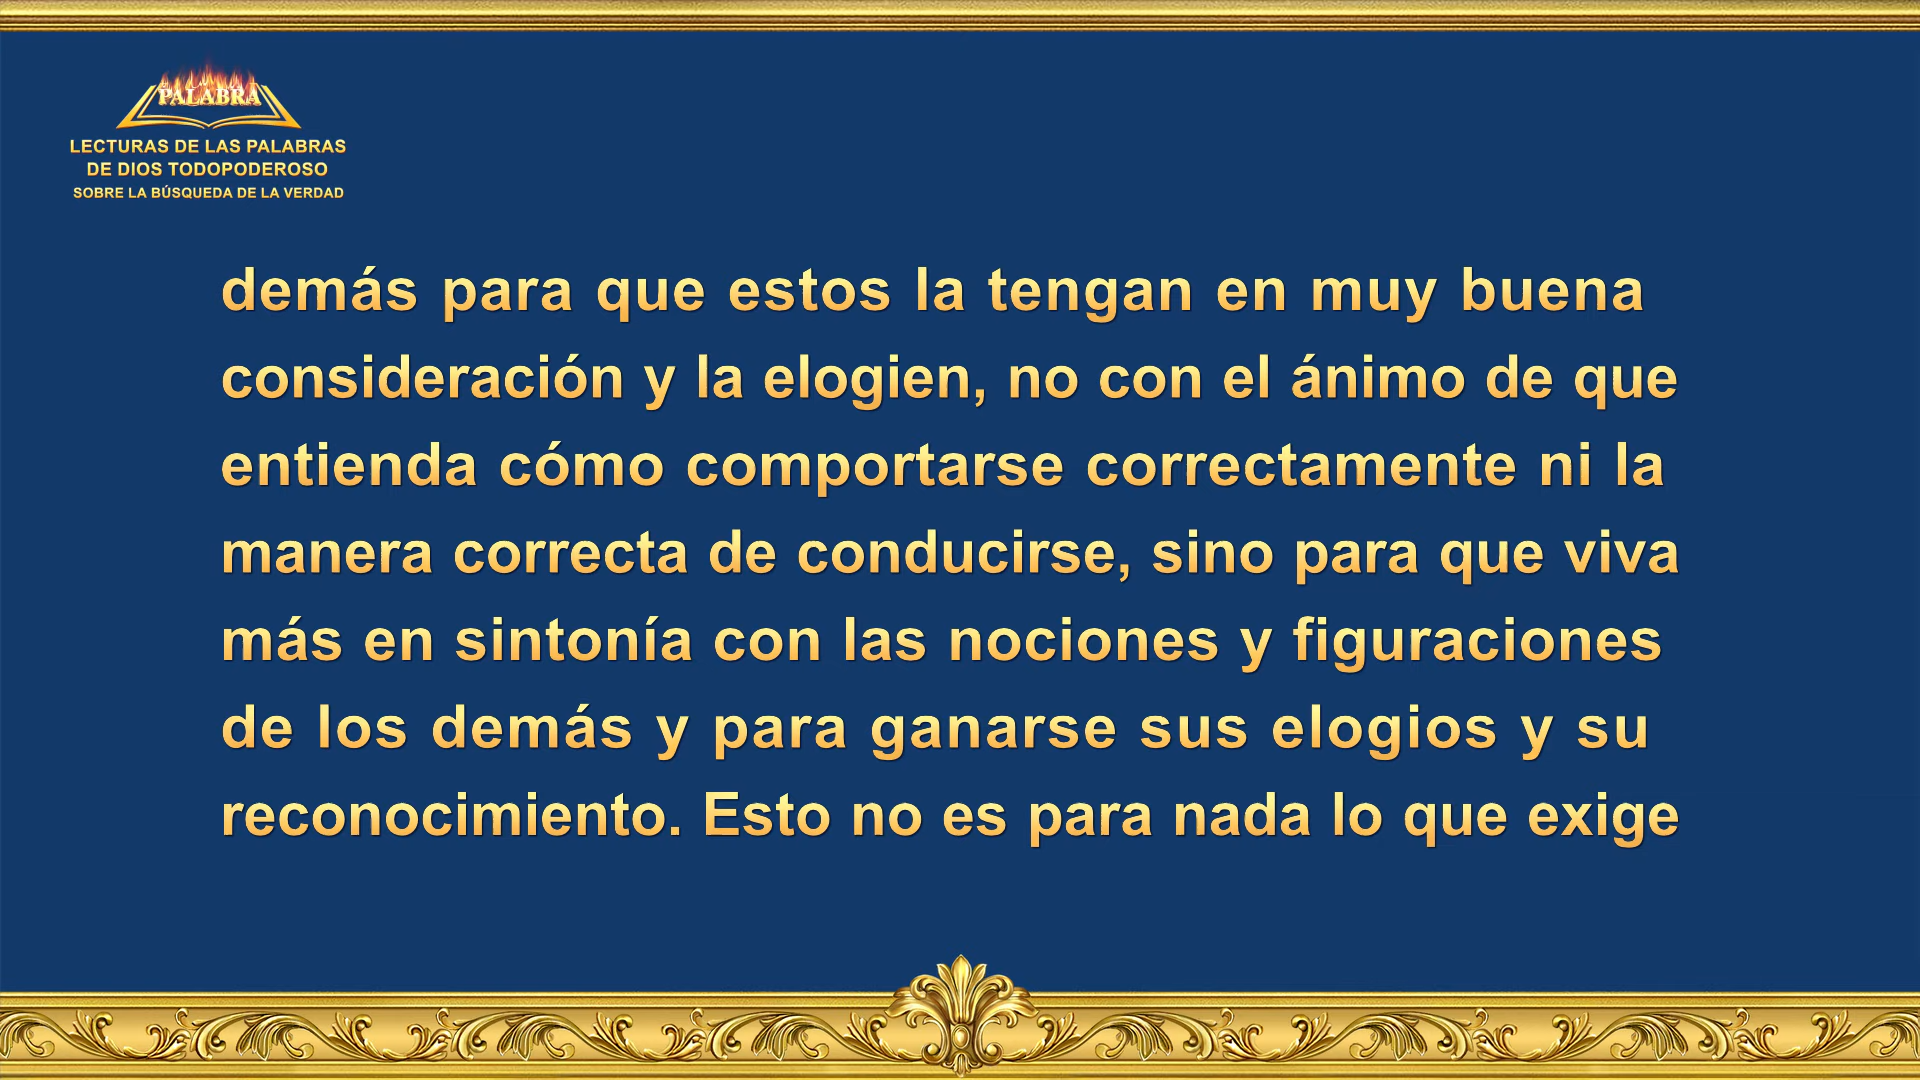 PALABRA
LECTURAS DE LAS PALABRAS
DE DIOS TODOPODEROSO
SOBRE LA BÚSQUEDA DE LA VERDAD
demás para que estos la tengan en muy buena
consideración y la elogien, no con el ánimo de que
entienda cómo comportarse correctamente ni la
manera correcta de conducirse, sino para que viva
más en sintonía con las nociones y figuraciones
de los demás y para ganarse sus elogios y su
reconocimiento. Esto no es para nada lo que exige